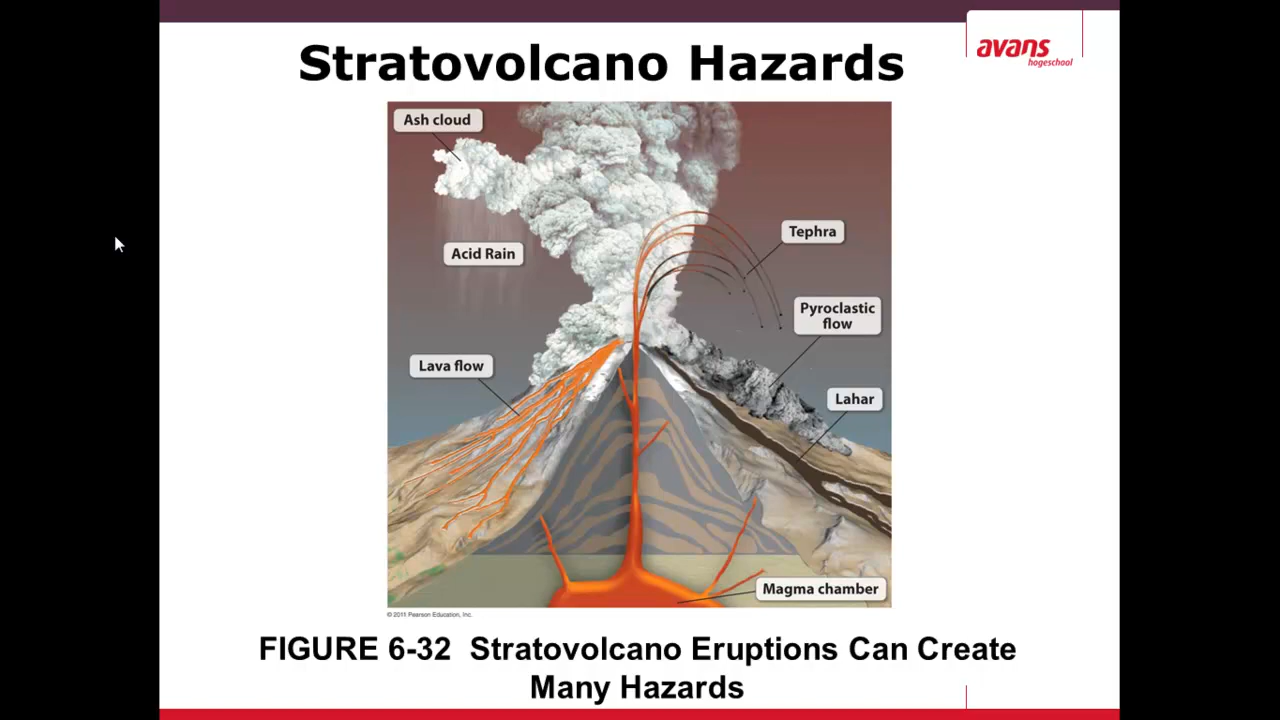 Stratovolcano Hazards
avans
hogeschool
Ash cloud
Acid Rain
Tephra
Pyroclastic
flow
Lava flow
Lahar
Magma chamber
© 2011 Pearson Education, Inc.
FIGURE 6-32 Stratovolcano Eruptions Can Create
Many Hazards